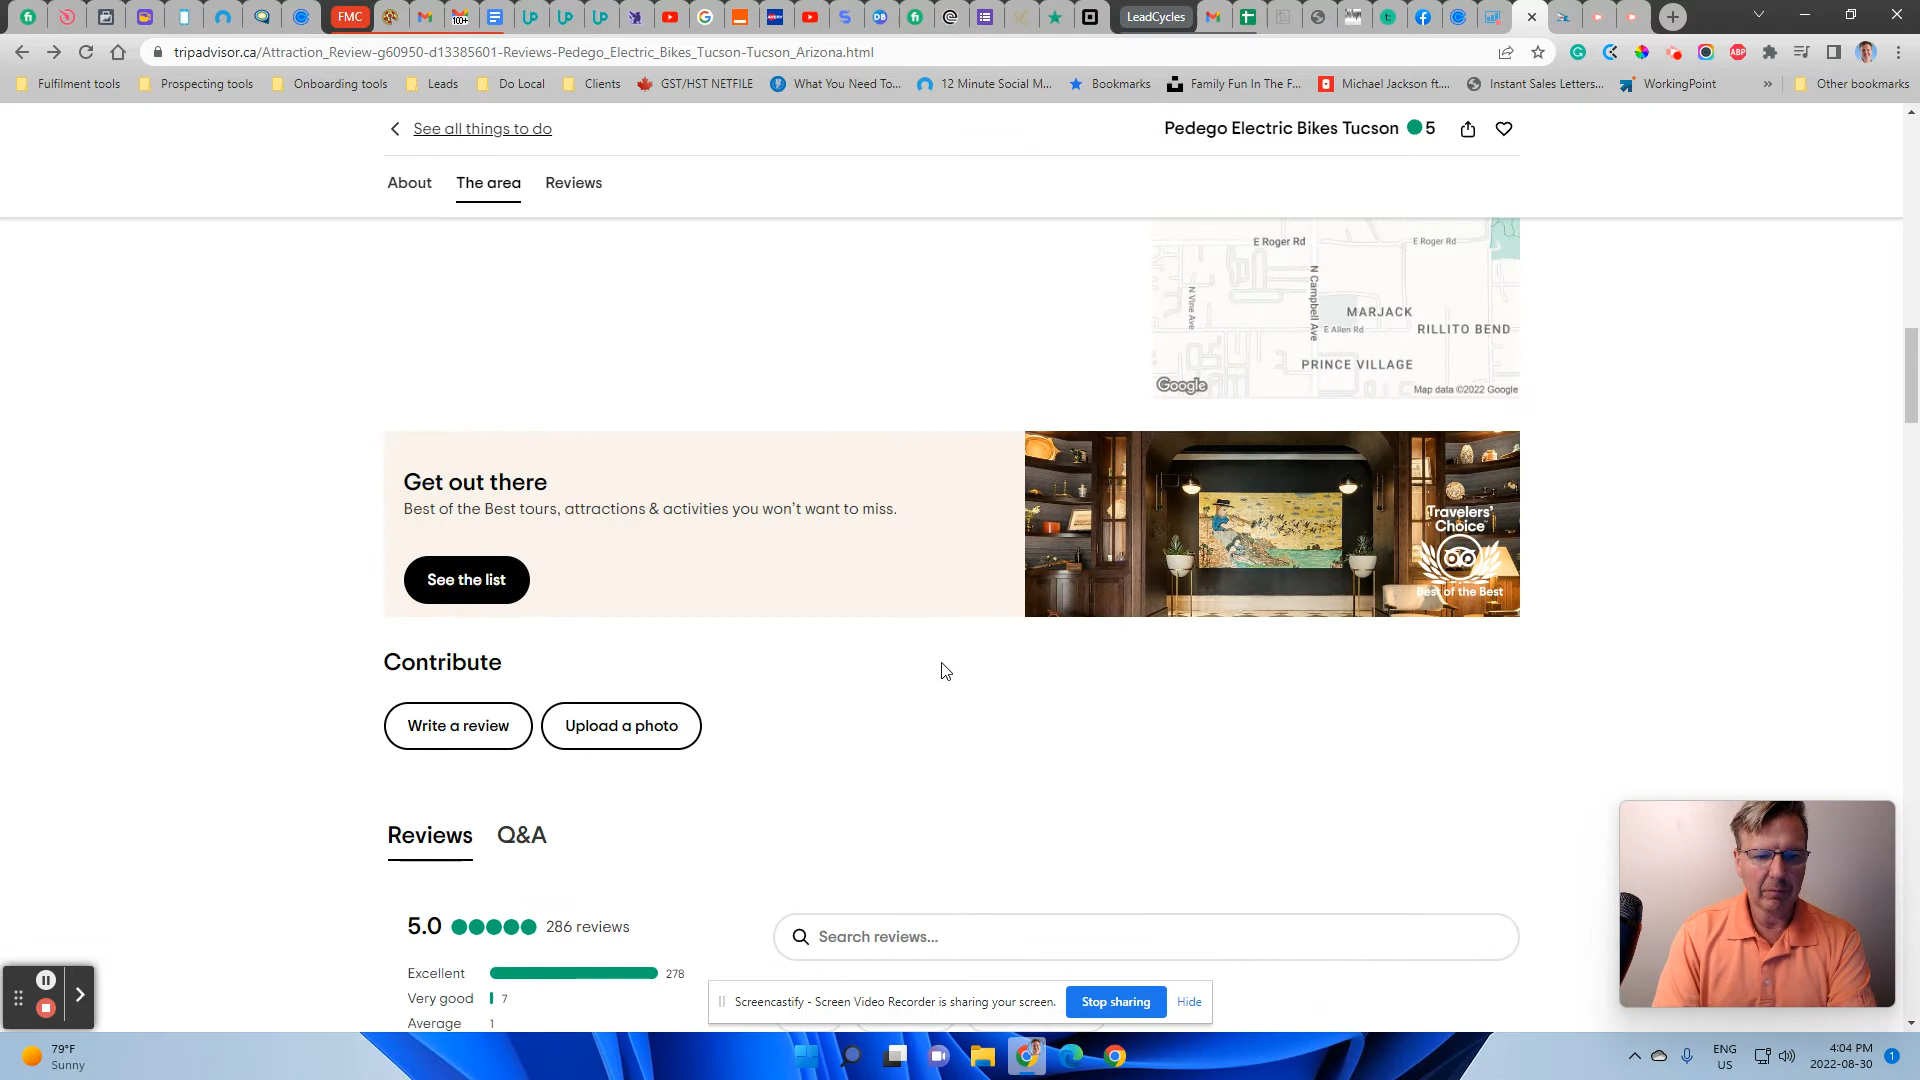 FMC
100+
LeadCycles
tripadvisor.ca/Attraction_Review-g60950-d13385601-Reviews-Pedego_Electric_Bikes_Tucson-Tucson_Arizona.html
Fulfilment tools
Prospecting tools
Onboarding tools
Leads
Do Local
Clients
GST/HST NETFILE
What You Need To...
12 Minute Social M...
Bookmarks
Family Fun In The F...
Michael Jackson ft....
Instant Sales Letters...
WorkingPoint
Other bookmarks
See all things to do
Pedego Electric Bikes Tucson 5
About
The area
Reviews
E Roger Rd
E Roger Rd
N Vine Ave
N Campbell Ave
MARJACK
E Allen Rd
RILLITO BEND
PRINCE VILLAGE
Google
Map data ©2022 Google
Get out there
Best of the Best tours, attractions & activities you won't want to miss.
See the list
Travelers'
Choice
Best of the Best
Contribute
Write a review
Upload a photo
Reviews
Q&A
5.0
286 reviews
Search reviews...
Excellent 278
Very good 7
Average 1
Screencastify - Screen Video Recorder is sharing your screen.
Stop sharing
Hide
79°F
Sunny
ENG
US
4:04 PM
2022-08-30
1